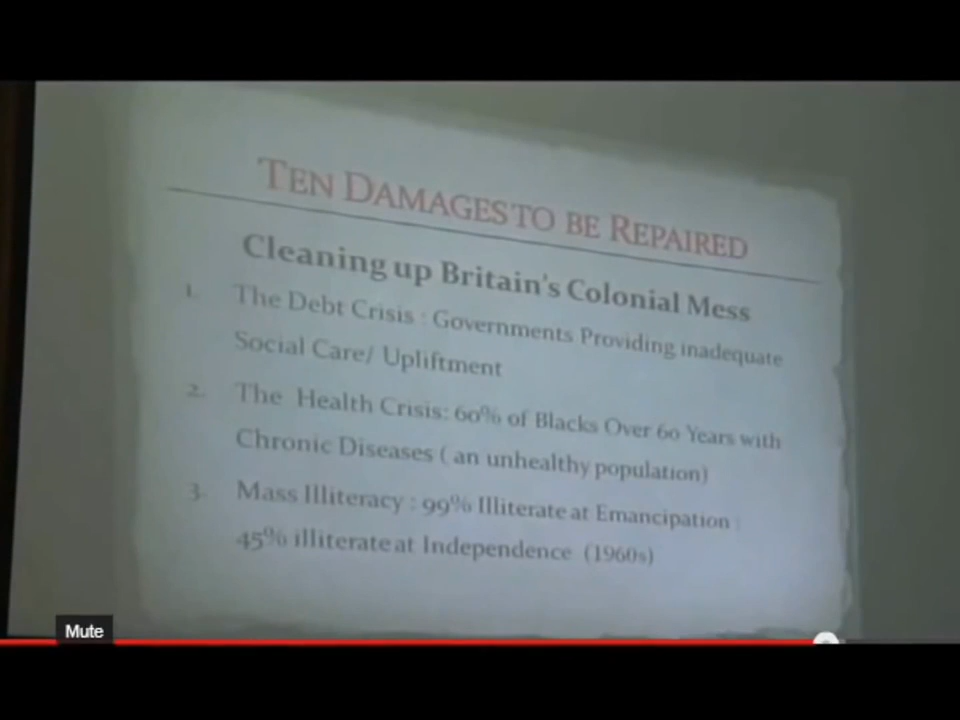 TEN DAMAGES TO BE REPAIRED
Cleaning up Britain's Colonial Mess
1. The Debt Crisis : Governments Providing inadequate
Social Care/ Upliftment
2. The Health Crisis: 60% of Blacks Over 60 Years with
Chronic Diseases ( an unhealthy population)
3. Mass Illiteracy : 99% Illiterate at Emancipation :
45% illiterate at Independence (1960s)
Mute